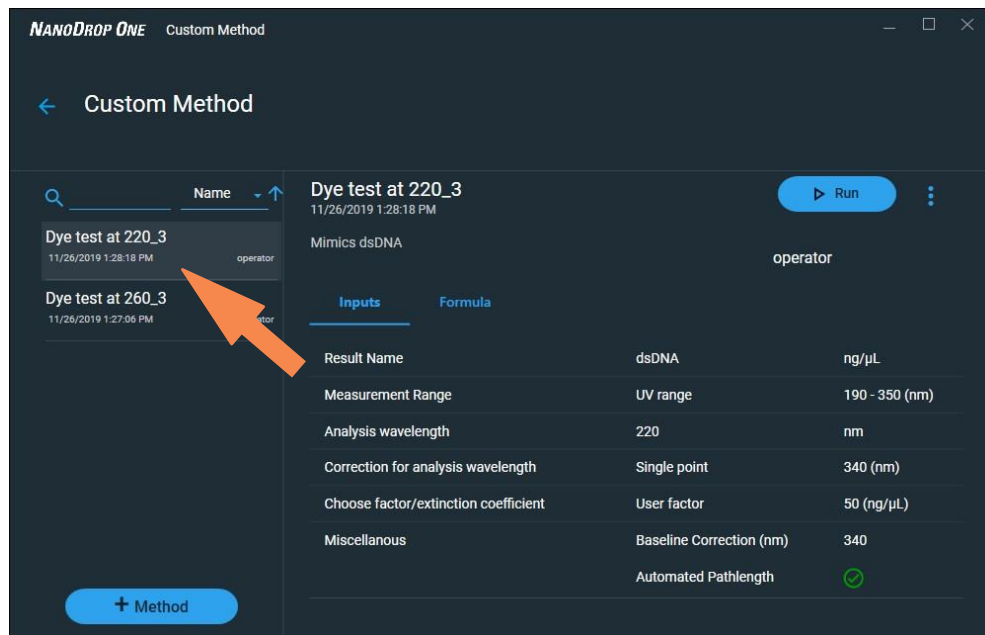 NANODROP ONE Custom Method
Custom Method
Name
Dye test at 220_3
11/26/2019 1:28:18 PM operator
Dye test at 260_3
11/26/2019 1:27:06 PM
+ Method
Dye test at 220_3
11/26/2019 1:28:18 PM
Run
Mimics dsDNA
operator
Inputs Formula
Result Name dsDNA ng/µL
Measurement Range UV range 190 - 350 (nm)
Analysis wavelength 220 nm
Correction for analysis wavelength Single point 340 (nm)
Choose factor/extinction coefficient User factor 50 (ng/µL)
Miscellanous Baseline Correction (nm) 340
Automated Pathlength